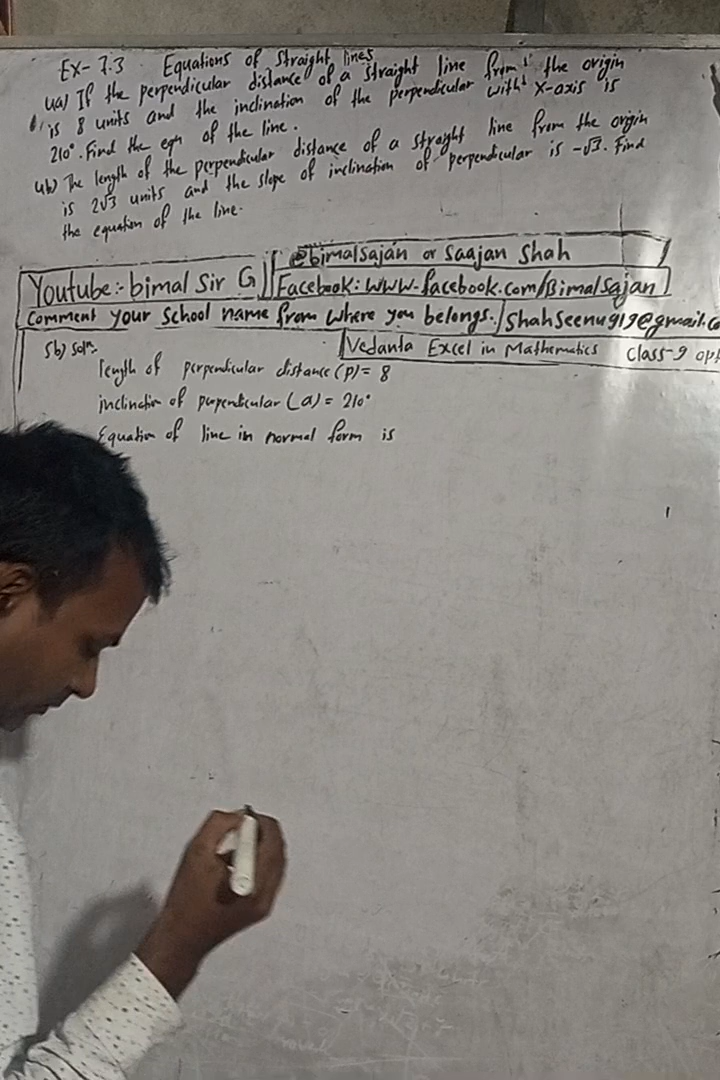 Ex- 7.3 Equations of Straight lines
4a) If the perpendicular distance of a straight line from the origin
is 8 units and the inclination of the perpendicular with X-axis is
210°. Find the eqn of the line.
4b) The length of the perpendicular distance of a straight line from the origin
is 2√3 units and the slope of inclination of perpendicular is -√3. Find
the equation of the line.
@bimalsajan or Saajan Shah
Youtube:- bimal Sir G
Facebook: www.facebook.com/Bimalsajan
Comment your School name from where you belongs./shahseenu919@gmail.co
Vedanta Excel in Mathematics Class-9 opt
5b) Soln:
length of perpendicular distance (p) = 8
inclination of perpendicular (a) = 210°
Equation of line in normal form is